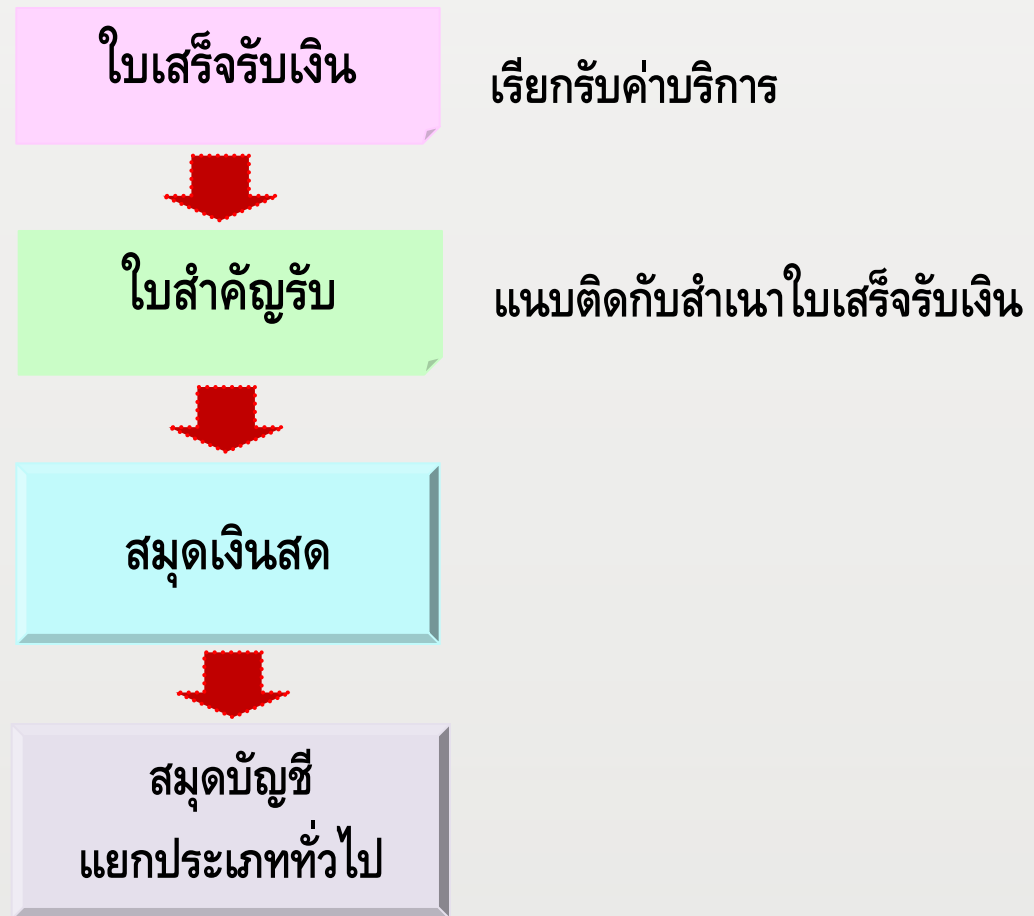 ใบเสร็จรับเงิน
เรียกรับค่าบริการ
ใบสำคัญรับ
แนบติดกับสำเนาใบเสร็จรับเงิน
สมุดเงินสด
สมุดบัญชี
แยกประเภททั่วไป